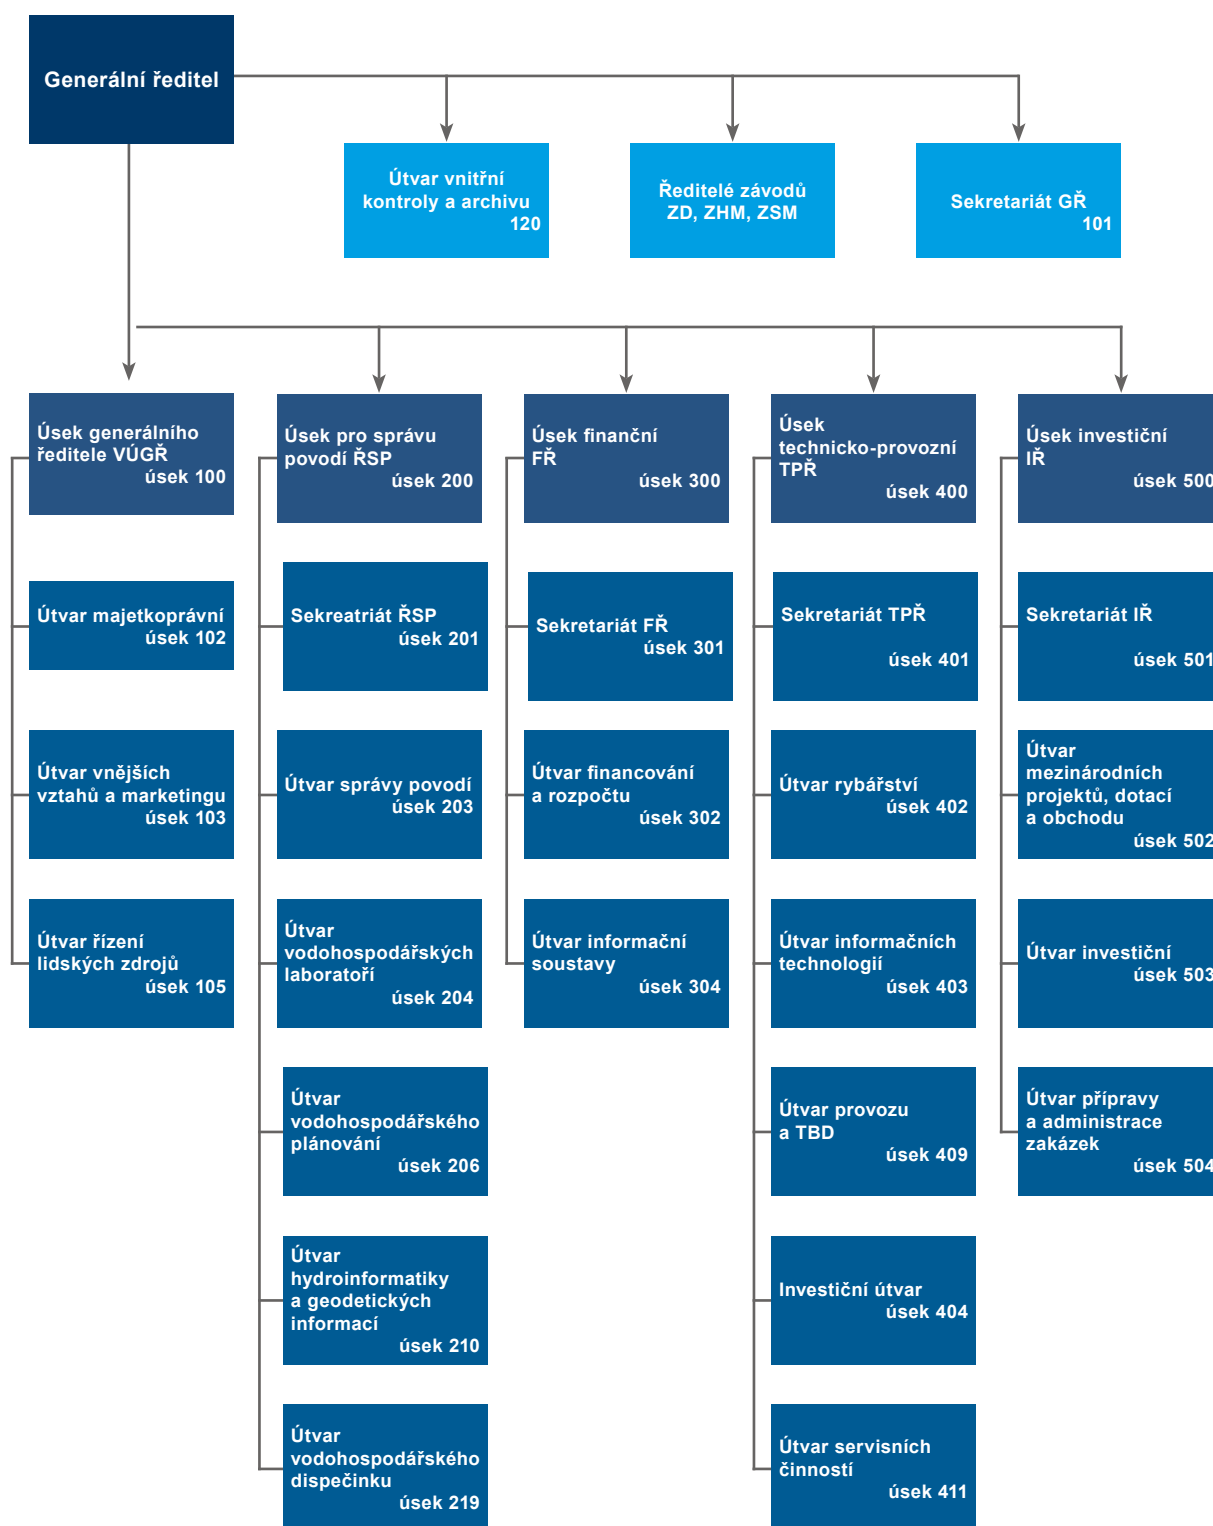 Generální ředitel
Útvar vnitřní
kontroly a archivu
120
Ředitelé závodů
ZD, ZHM, ZSM
Sekretariát GŘ
101
Úsek generálního
ředitele VÚGŘ
úsek 100
Úsek pro správu
povodí ŘSP
úsek 200
Úsek finanční
FŘ
úsek 300
Úsek
technicko-provozní
TPŘ
úsek 400
Úsek investiční
IŘ
úsek 500
Útvar majetkoprávní
úsek 102
Sekreatriát ŘSP
úsek 201
Sekretariát FŘ
úsek 301
Sekretariát TPŘ
úsek 401
Sekretariát IŘ
úsek 501
Útvar vnějších
vztahů a marketingu
úsek 103
Útvar správy povodí
úsek 203
Útvar financování
a rozpočtu
úsek 302
Útvar rybářství
úsek 402
Útvar
mezinárodních
projektů, dotací
a obchodu
úsek 502
Útvar řízení
lidských zdrojů
úsek 105
Útvar
vodohospodářských
laboratoří
úsek 204
Útvar informační
soustavy
úsek 304
Útvar informačních
technologií
úsek 403
Útvar investiční
úsek 503
Útvar
vodohospodářského
plánování
úsek 206
Útvar provozu
a TBD
úsek 409
Útvar přípravy
a administrace
zakázek
úsek 504
Útvar
hydroinformatiky
a geodetických
informací
úsek 210
Investiční útvar
úsek 404
Útvar
vodohospodářského
dispečinku
úsek 219
Útvar servisních
činností
úsek 411